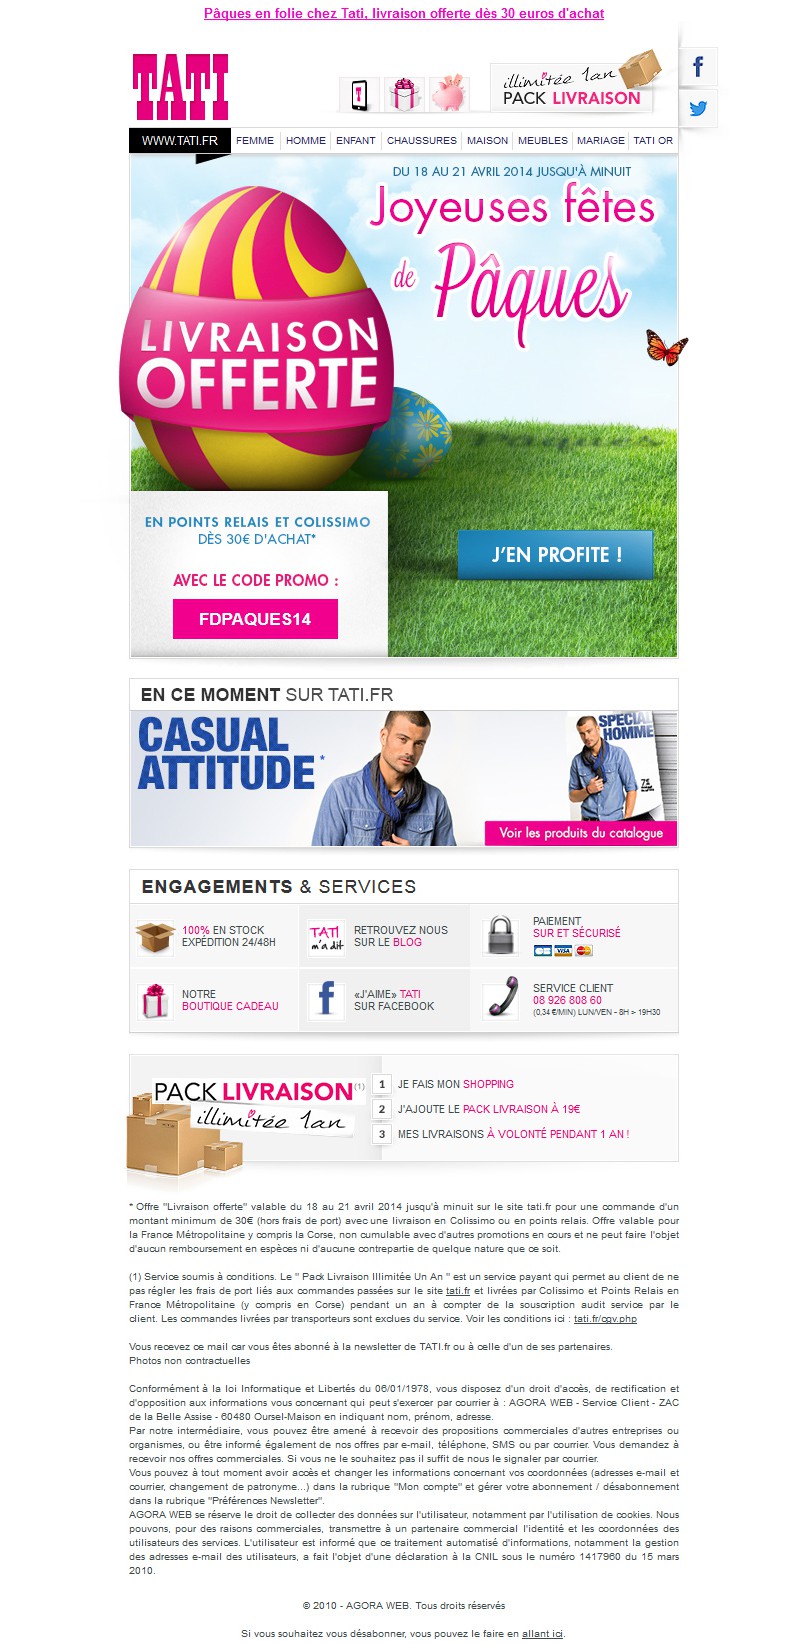 Pâques en folie chez Tati, livraison offerte dès 30 euros d'achat
TATI
illimitée 1an
PACK LIVRAISON
WWW.TATI.FR FEMME HOMME ENFANT CHAUSSURES MAISON MEUBLES MARIAGE TATI OR
DU 18 AU 21 AVRIL 2014 JUSQU'À MINUIT
Joyeuses fêtes
de Pâques
LIVRAISON
OFFERTE
EN POINTS RELAIS ET COLISSIMO
DÈS 30€ D'ACHAT*
J'EN PROFITE !
AVEC LE CODE PROMO :
FDPAQUES14
EN CE MOMENT SUR TATI.FR
CASUAL
ATTITUDE *
SPECIAL
HOMME
Voir les produits du catalogue
ENGAGEMENTS & SERVICES
100% EN STOCK
EXPÉDITION 24/48H
TATI
m'a dit
RETROUVEZ NOUS
SUR LE BLOG
PAIEMENT
SUR ET SÉCURISÉ
CB VISA
NOTRE
BOUTIQUE CADEAU
«J'AIME» TATI
SUR FACEBOOK
SERVICE CLIENT
08 926 808 60
(0,34 €/MIN) LUN/VEN - 8H > 19H30
PACK LIVRAISON (1)
illimitée 1an
1 JE FAIS MON SHOPPING
2 J'AJOUTE LE PACK LIVRAISON À 19€
3 MES LIVRAISONS À VOLONTÉ PENDANT 1 AN !
* Offre "Livraison offerte" valable du 18 au 21 avril 2014 jusqu'à minuit sur le site tati.fr pour une commande d'un
montant minimum de 30€ (hors frais de port) avec une livraison en Colissimo ou en points relais. Offre valable pour
la France Métropolitaine y compris la Corse, non cumulable avec d'autres promotions en cours et ne peut faire l'objet
d'aucun remboursement en espèces ni d'aucune contrepartie de quelque nature que ce soit.
(1) Service soumis à conditions. Le " Pack Livraison Illimitée Un An " est un service payant qui permet au client de ne
pas régler les frais de port liés aux commandes passées sur le site tati.fr et livrées par Colissimo et Points Relais en
France Métropolitaine (y compris en Corse) pendant un an à compter de la souscription audit service par le
client. Les commandes livrées par transporteurs sont exclues du service. Voir les conditions ici : tati.fr/cgv.php
Vous recevez ce mail car vous êtes abonné à la newsletter de TATI.fr ou à celle d'un de ses partenaires.
Photos non contractuelles
Conformément à la loi Informatique et Libertés du 06/01/1978, vous disposez d'un droit d'accès, de rectification et
d'opposition aux informations vous concernant qui peut s'exercer par courrier à : AGORA WEB - Service Client - ZAC
de la Belle Assise - 60480 Oursel-Maison en indiquant nom, prénom, adresse.
Par notre intermédiaire, vous pouvez être amené à recevoir des propositions commerciales d'autres entreprises ou
organismes, ou être informé également de nos offres par e-mail, téléphone, SMS ou par courrier. Vous demandez à
recevoir nos offres commerciales. Si vous ne le souhaitez pas il suffit de nous le signaler par courrier.
Vous pouvez à tout moment avoir accès et changer les informations concernant vos coordonnées (adresses e-mail et
courrier, changement de patronyme...) dans la rubrique "Mon compte" et gérer votre abonnement / désabonnement
dans la rubrique "Préférences Newsletter".
AGORA WEB se réserve le droit de collecter des données sur l'utilisateur, notamment par l'utilisation de cookies. Nous
pouvons, pour des raisons commerciales, transmettre à un partenaire commercial l'identité et les coordonnées des
utilisateurs des services. L'utilisateur est informé que ce traitement automatisé d'informations, notamment la gestion
des adresses e-mail des utilisateurs, a fait l'objet d'une déclaration à la CNIL sous le numéro 1417960 du 15 mars
2010.
© 2010 - AGORA WEB. Tous droits réservés
Si vous souhaitez vous désabonner, vous pouvez le faire en allant ici.